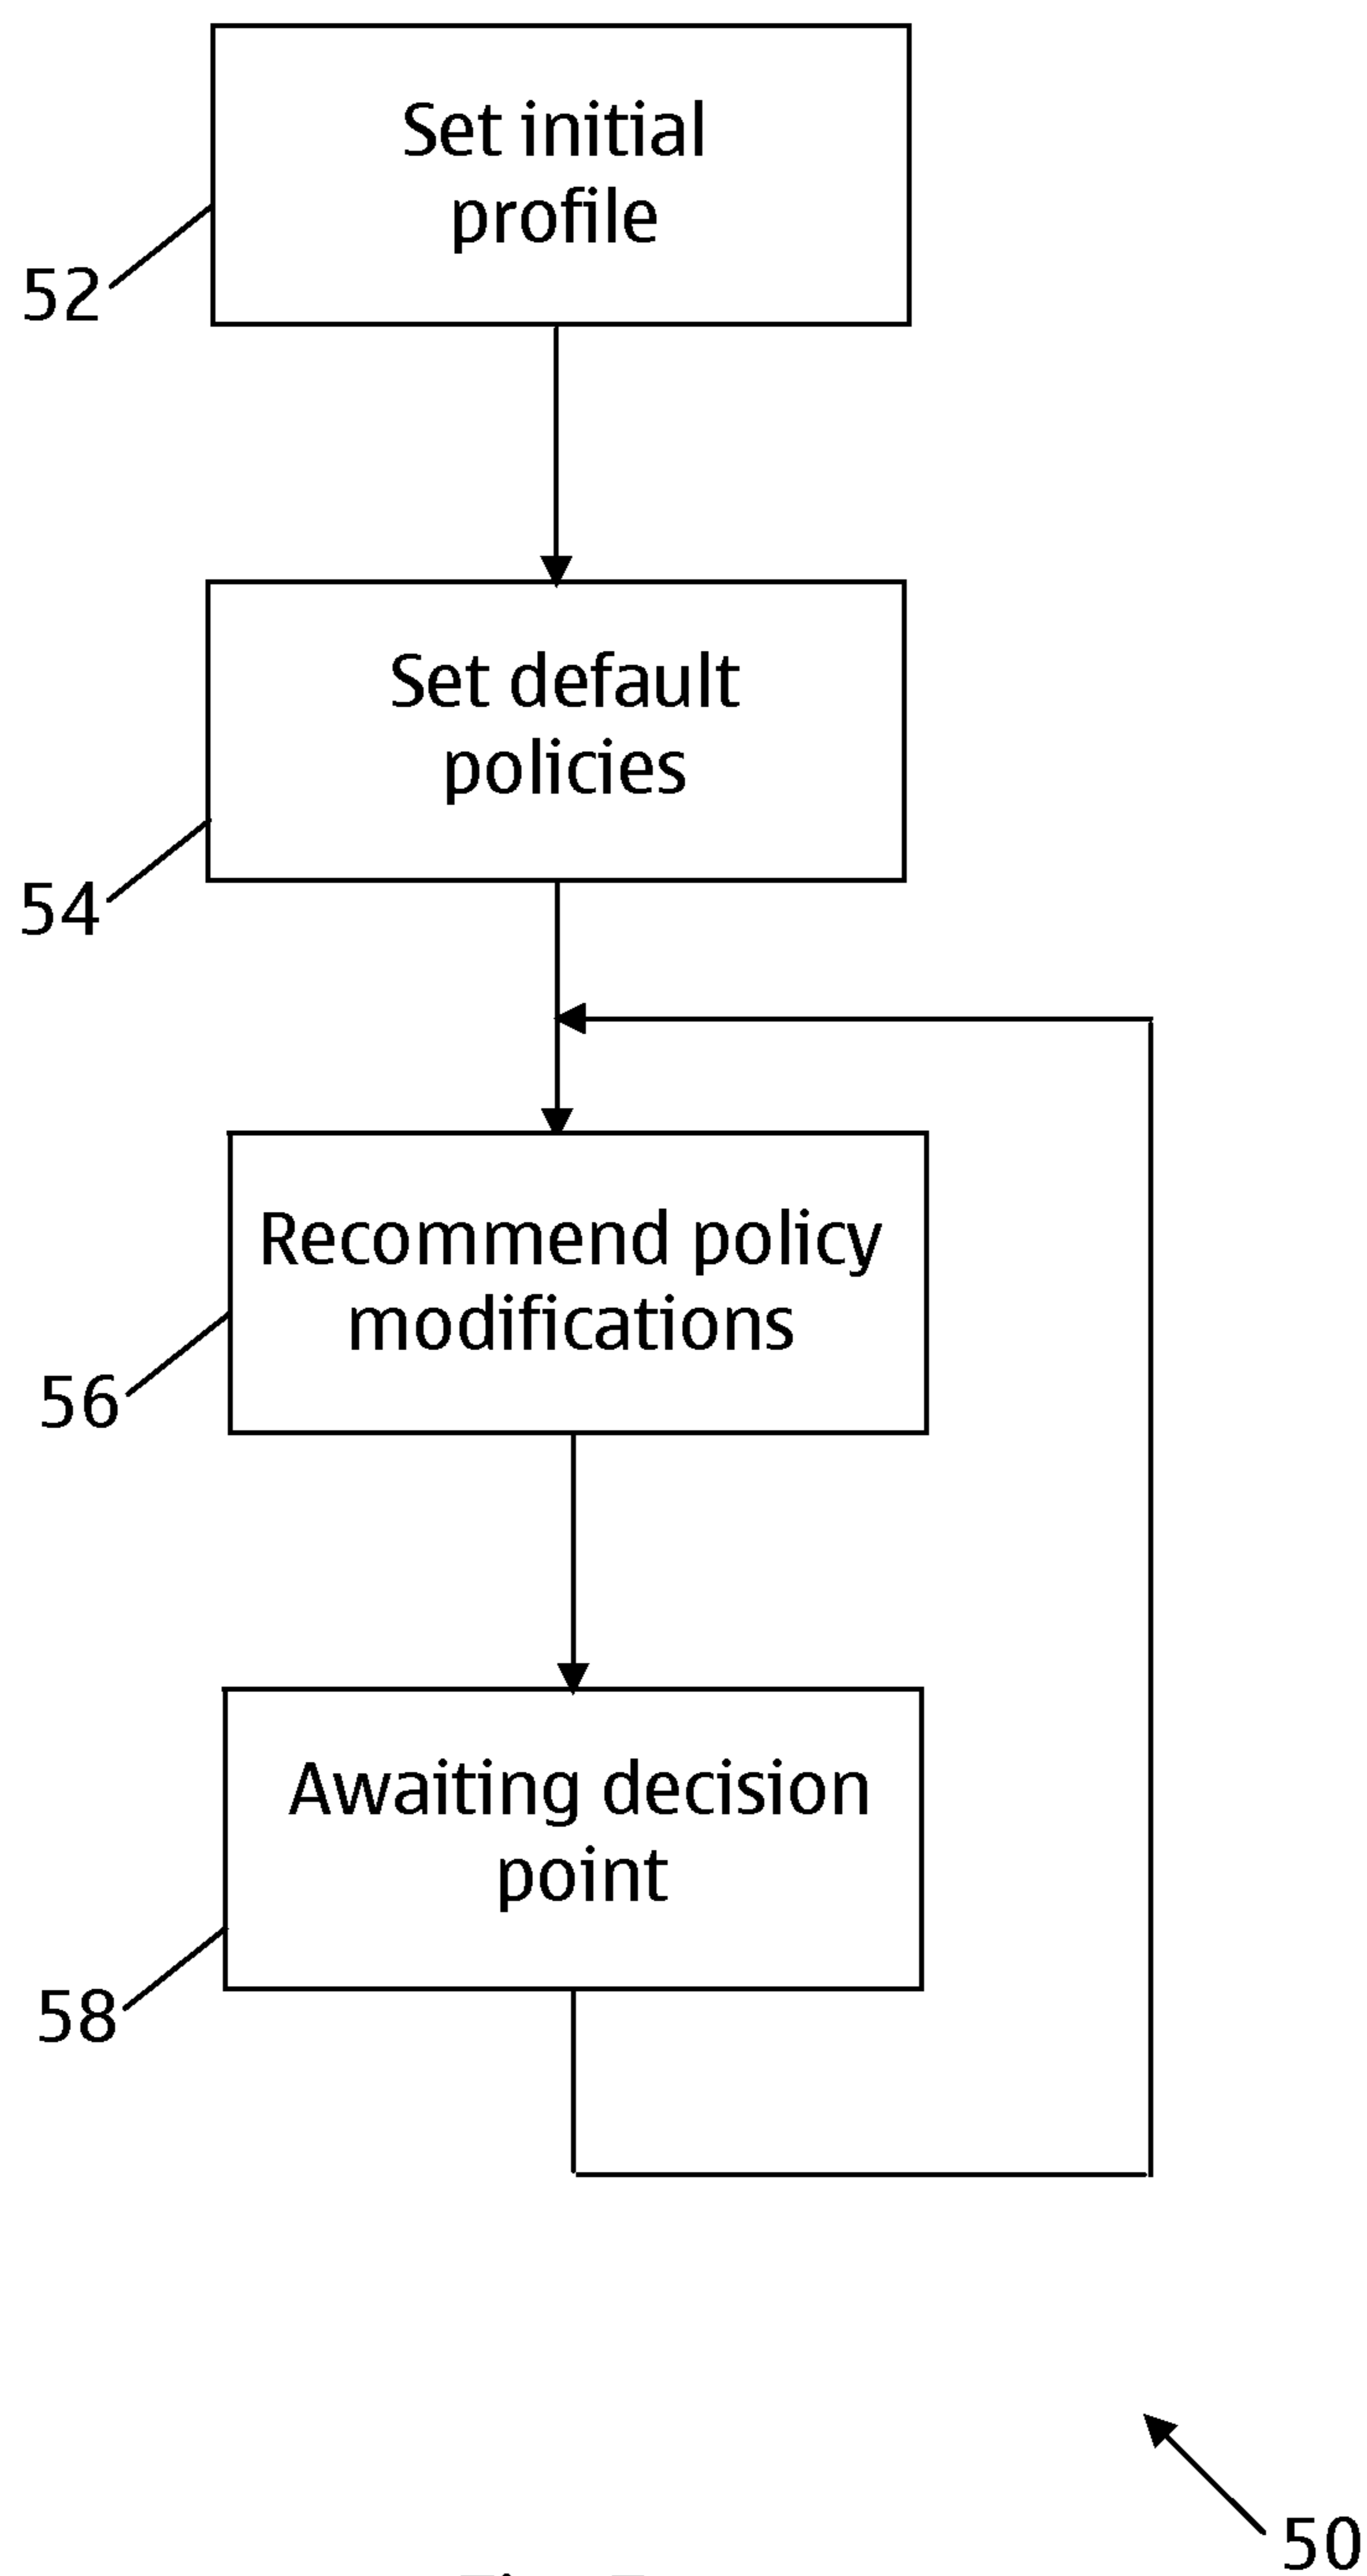 Set initial
profile
52
Set default
policies
54
Recommend policy
modifications
56
Awaiting decision
point
58
50